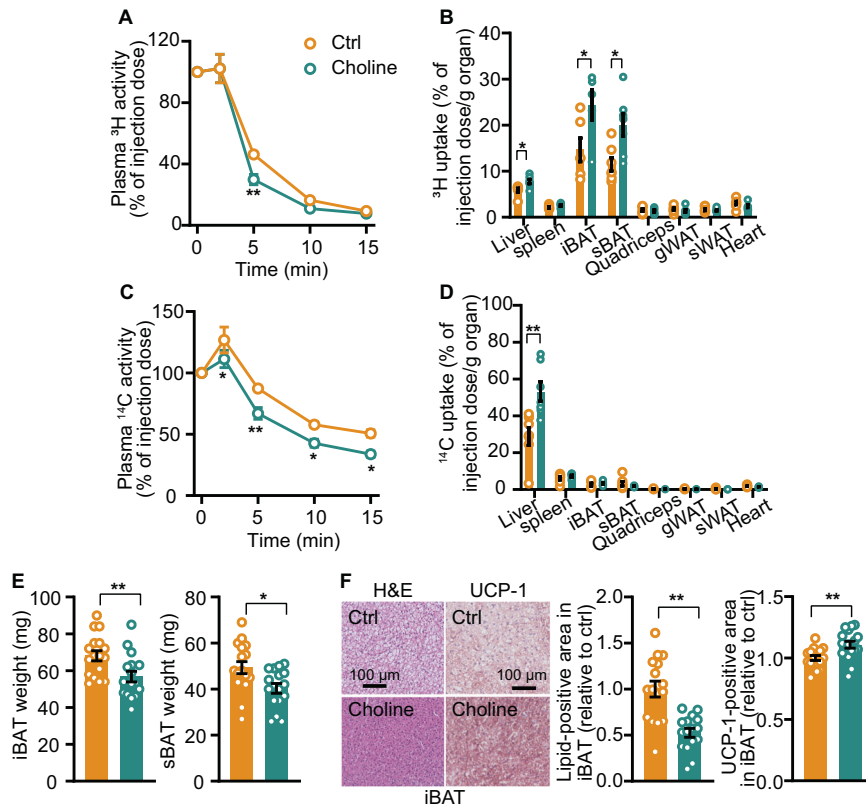 A
Plasma ³H activity
(% of injection dose)
120
80
40
0
0
5
10
15
Time (min)
Ctrl
Choline
**
B
³H uptake (% of
injection dose/g organ)
40
30
20
10
0
*
*
*
Liver
spleen
iBAT
sBAT
Quadriceps
gWAT
sWAT
Heart
C
Plasma ¹⁴C activity
(% of injection dose)
150
100
50
0
0
5
10
15
Time (min)
*
**
*
*
D
¹⁴C uptake (% of
injection dose/g organ)
100
80
60
40
20
0
**
Liver
spleen
iBAT
sBAT
Quadriceps
gWAT
sWAT
Heart
E
iBAT weight (mg)
100
80
60
40
20
0
**
sBAT weight (mg)
80
60
40
20
0
*
F
H&E
UCP-1
Ctrl
Ctrl
100 µm
100 µm
Choline
Choline
iBAT
Lipid-positive area in
iBAT (relative to ctrl)
2.0
1.5
1.0
0.5
0.0
**
UCP-1-positive area
in iBAT (relative to ctrl)
1.5
1.0
0.5
0
**